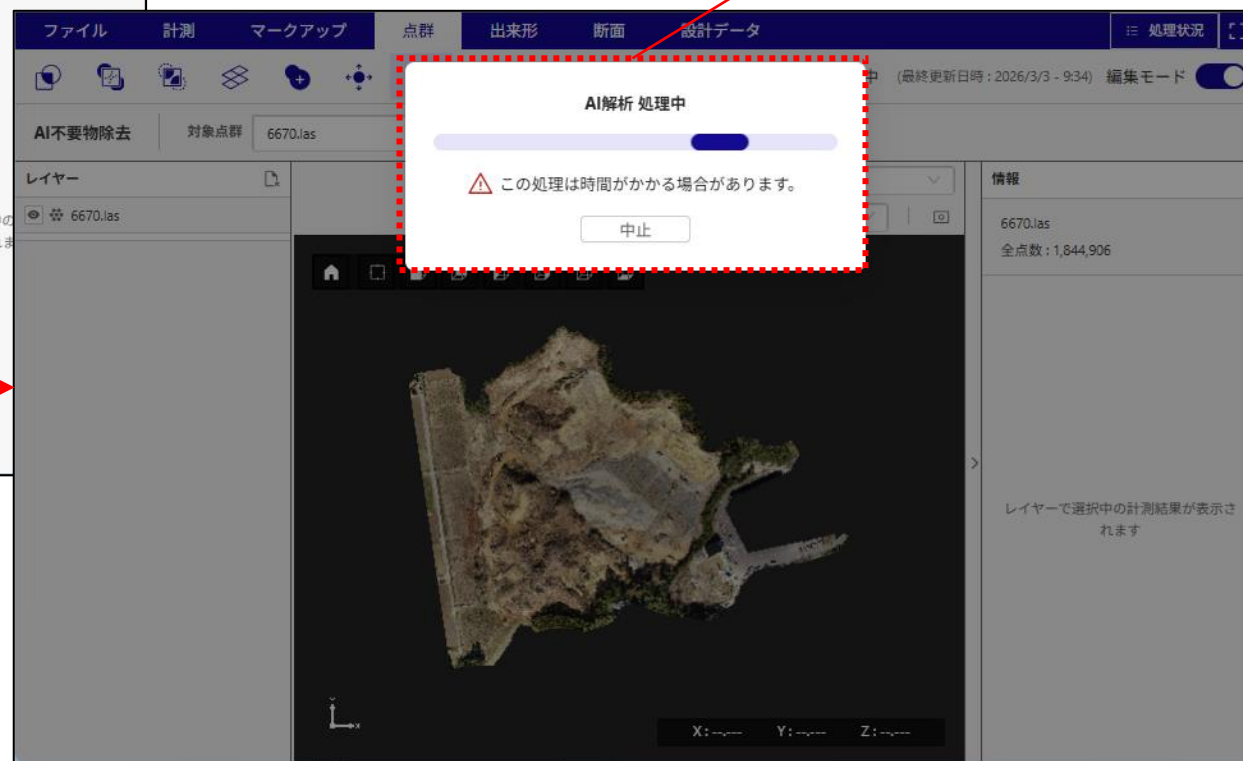 ファイル 計測 マークアップ 点群 出来形 断面 設計データ 処理状況
中 (最終更新日時 : 2026/3/3 - 9:34) 編集モード
AI不要物除去 対象点群 6670.las
AI解析 処理中
この処理は時間がかかる場合があります。
中止
レイヤー
6670.las
情報
6670.las
全点数 : 1,844,906
レイヤーで選択中の計測結果が表示さ
れます
X : --.--- Y : --.--- Z : --.---